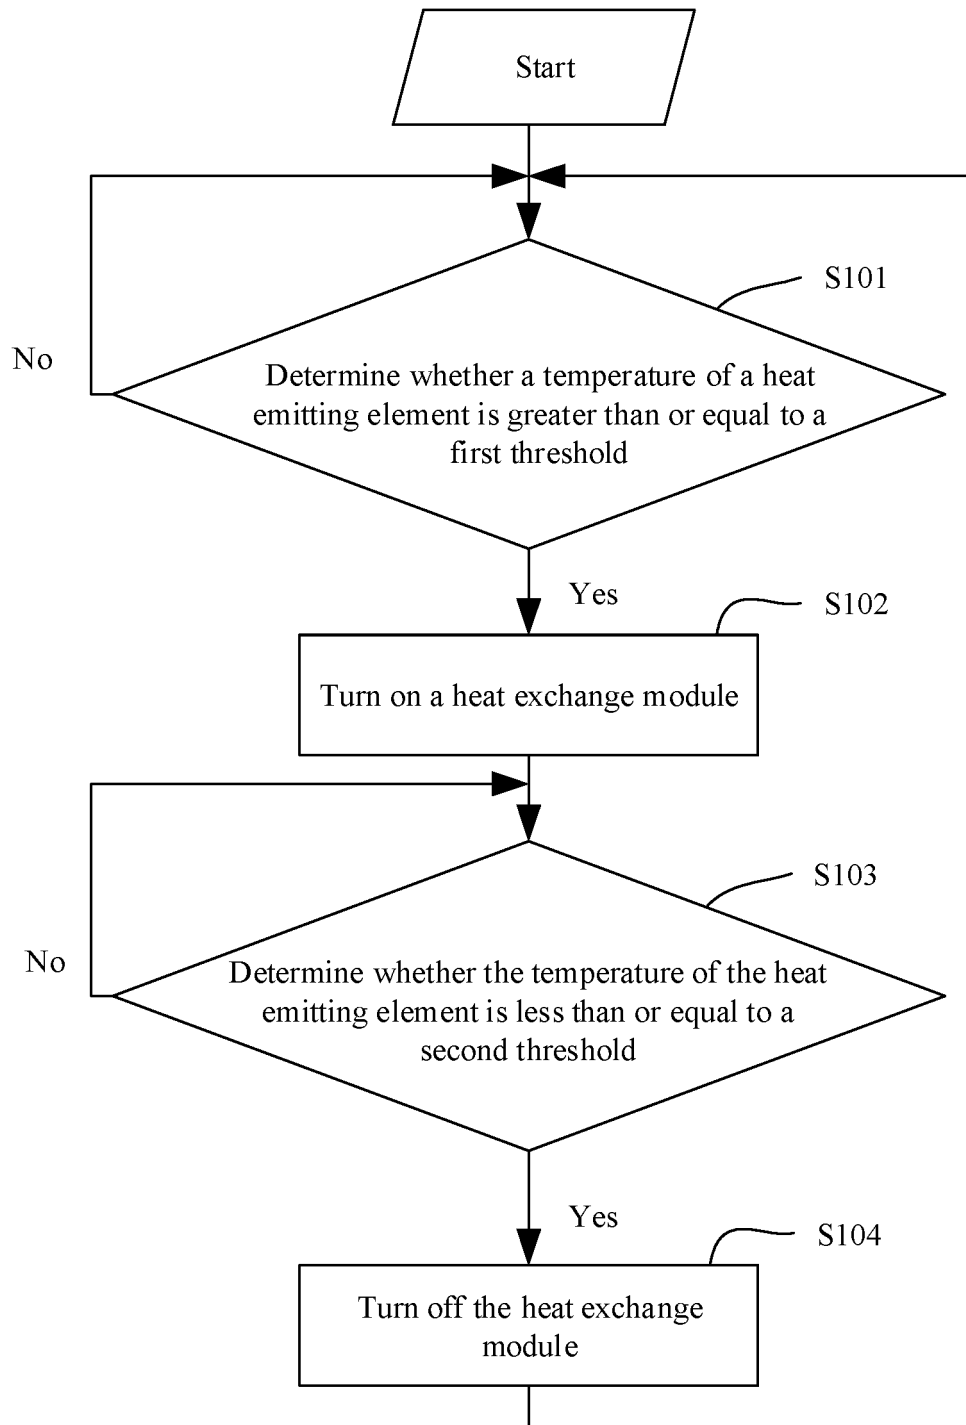 Start
S101
No
Determine whether a temperature of a heat
emitting element is greater than or equal to a
first threshold
Yes
S102
Turn on a heat exchange module
S103
No
Determine whether the temperature of the heat
emitting element is less than or equal to a
second threshold
Yes
S104
Turn off the heat exchange
module